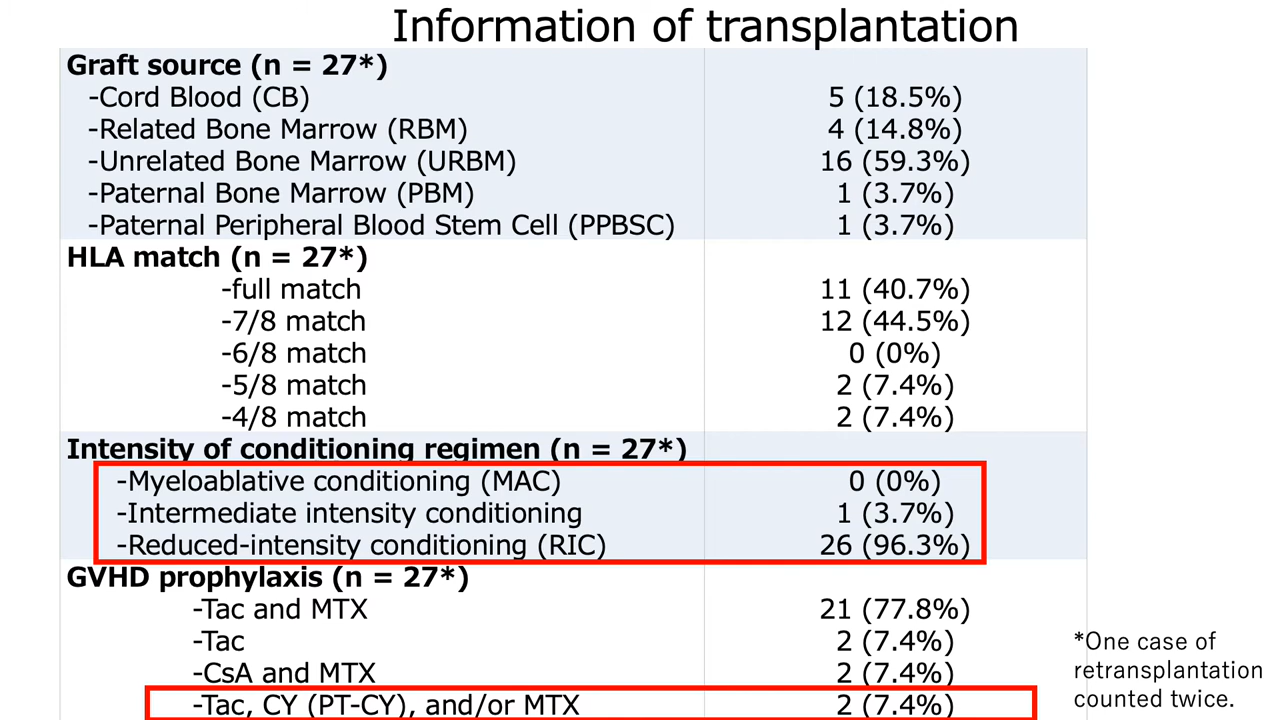 Information of transplantation
Graft source (n = 27*)
-Cord Blood (CB) 5 (18.5%)
-Related Bone Marrow (RBM) 4 (14.8%)
-Unrelated Bone Marrow (URBM) 16 (59.3%)
-Paternal Bone Marrow (PBM) 1 (3.7%)
-Paternal Peripheral Blood Stem Cell (PPBSC) 1 (3.7%)
HLA match (n = 27*)
-full match 11 (40.7%)
-7/8 match 12 (44.5%)
-6/8 match 0 (0%)
-5/8 match 2 (7.4%)
-4/8 match 2 (7.4%)
Intensity of conditioning regimen (n = 27*)
-Myeloablative conditioning (MAC) 0 (0%)
-Intermediate intensity conditioning 1 (3.7%)
-Reduced-intensity conditioning (RIC) 26 (96.3%)
GVHD prophylaxis (n = 27*)
-Tac and MTX 21 (77.8%)
-Tac 2 (7.4%)
-CsA and MTX 2 (7.4%)
-Tac, CY (PT-CY), and/or MTX 2 (7.4%)
*One case of
retransplantation
counted twice.